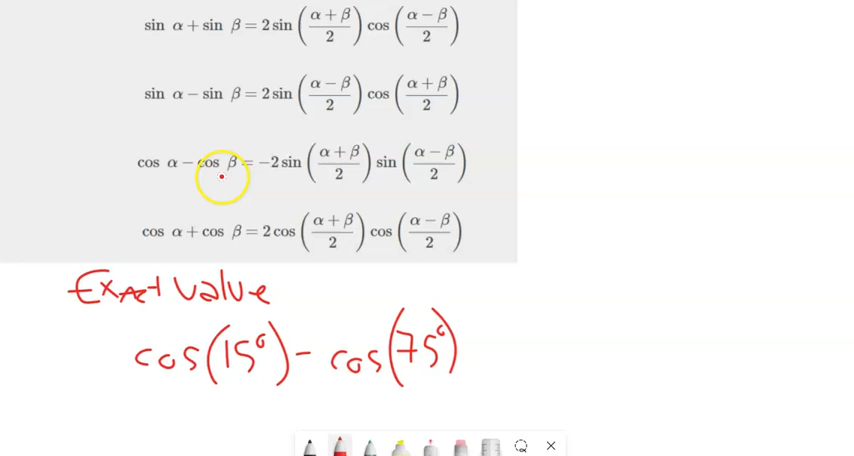 sin α + sin β = 2 sin ( (α + β)/2 ) cos ( (α − β)/2 )
sin α − sin β = 2 sin ( (α − β)/2 ) cos ( (α + β)/2 )
cos α − cos β = −2 sin ( (α + β)/2 ) sin ( (α − β)/2 )
cos α + cos β = 2 cos ( (α + β)/2 ) cos ( (α − β)/2 )
Exact value
cos(15°) − cos(75°)